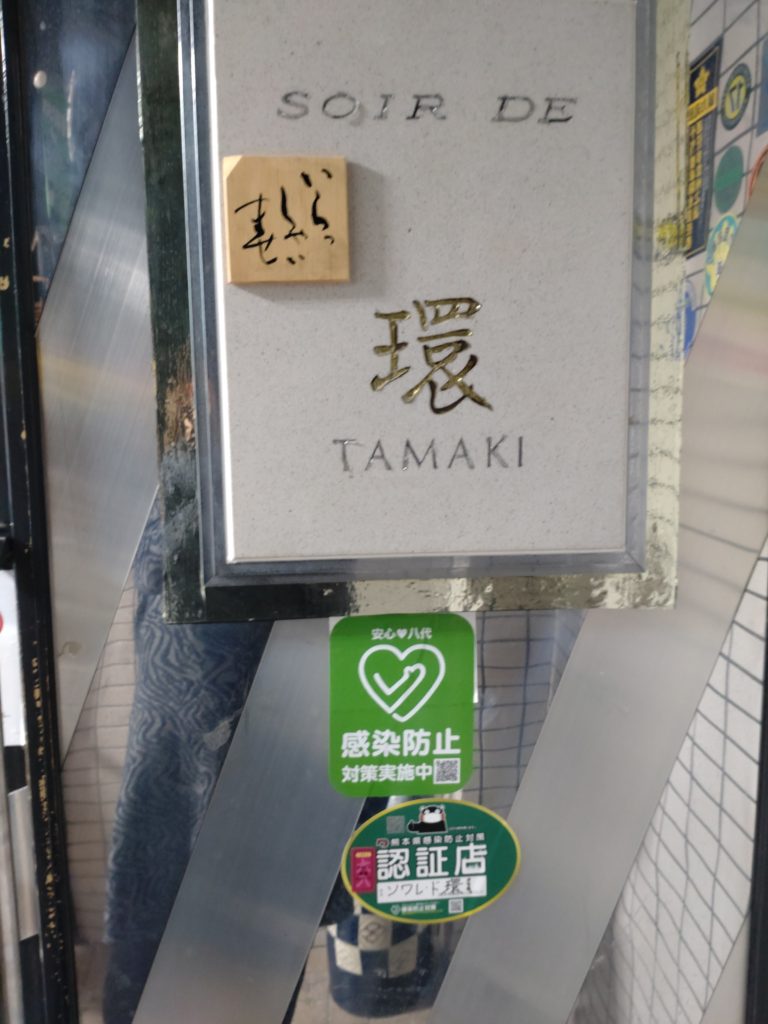 SOIR DE
いらっ
しゃい
ませ
環
TAMAKI
安心♥八代
感染防止
対策実施中
熊本県感染防止対策
認証店
ソワレド環